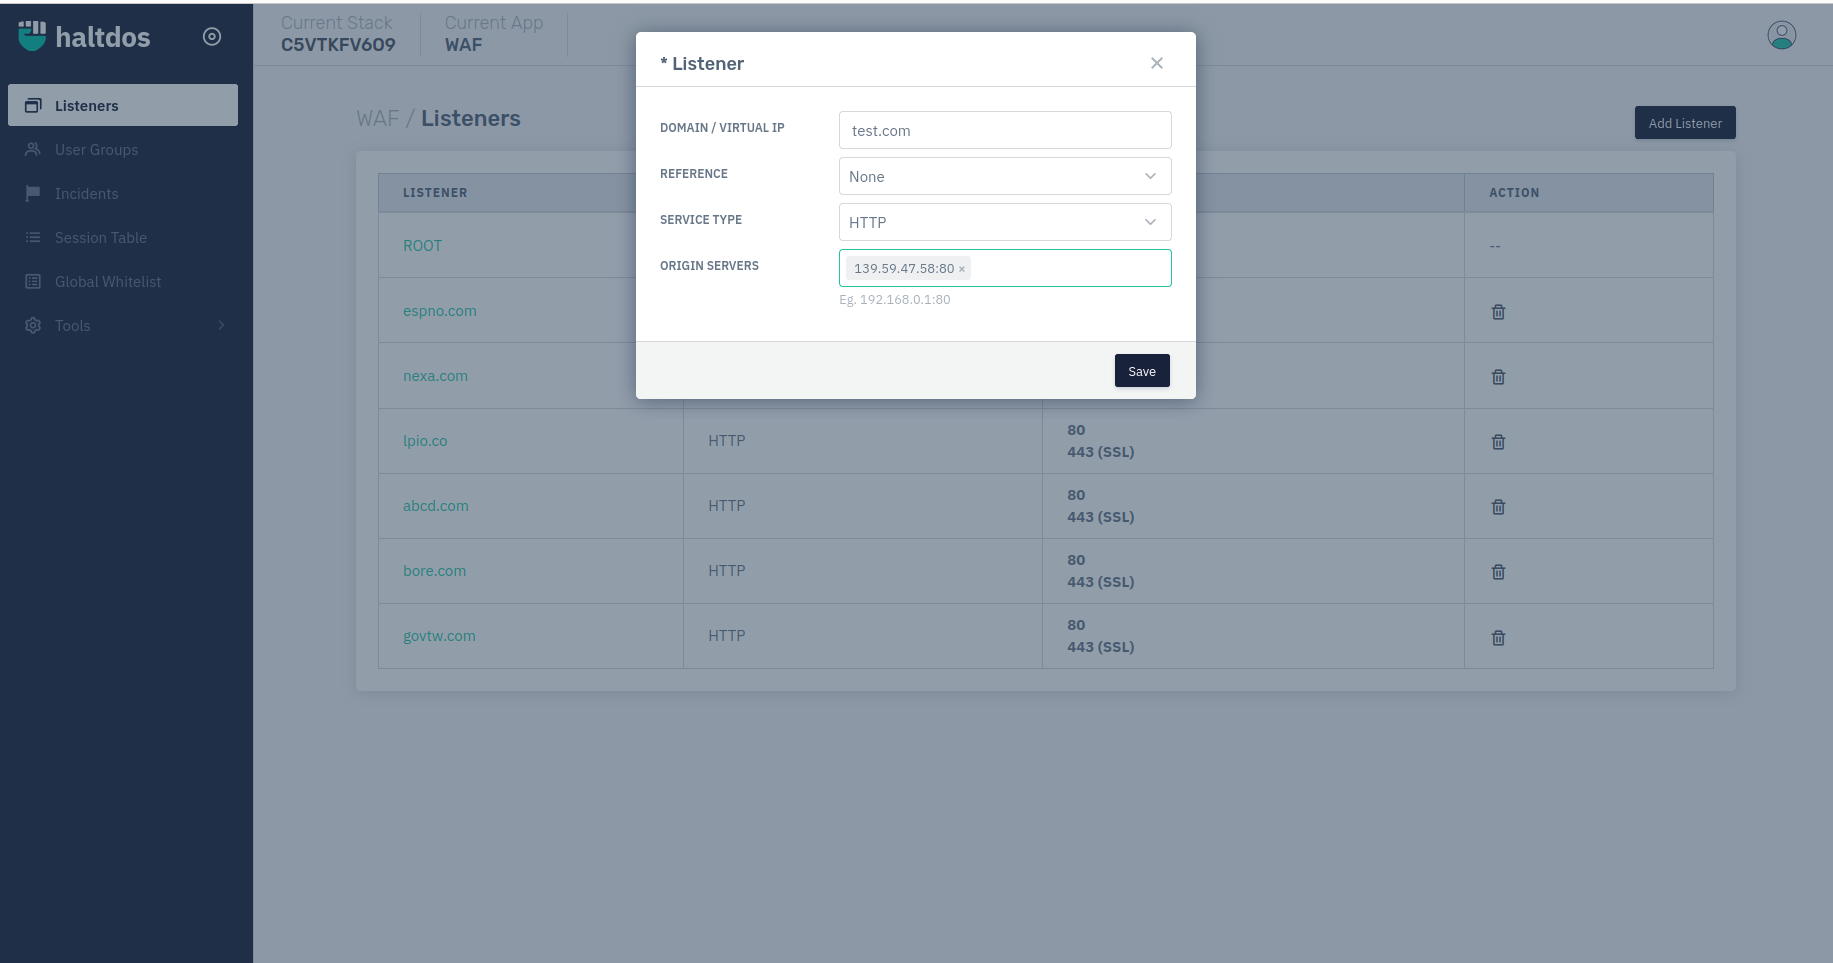 haltdos
Current Stack
C5VTKFV6O9
Current App
WAF
Listeners
User Groups
Incidents
Session Table
Global Whitelist
Tools
WAF / Listeners
Add Listener
* Listener
×
DOMAIN / VIRTUAL IP
test.com
REFERENCE
None
SERVICE TYPE
HTTP
ORIGIN SERVERS
139.59.47.58:80 ×
Eg. 192.168.0.1:80
Save
LISTENER
ACTION
ROOT
--
espno.com
nexa.com
lpio.co
HTTP
80
443 (SSL)
abcd.com
HTTP
80
443 (SSL)
bore.com
HTTP
80
443 (SSL)
govtw.com
HTTP
80
443 (SSL)